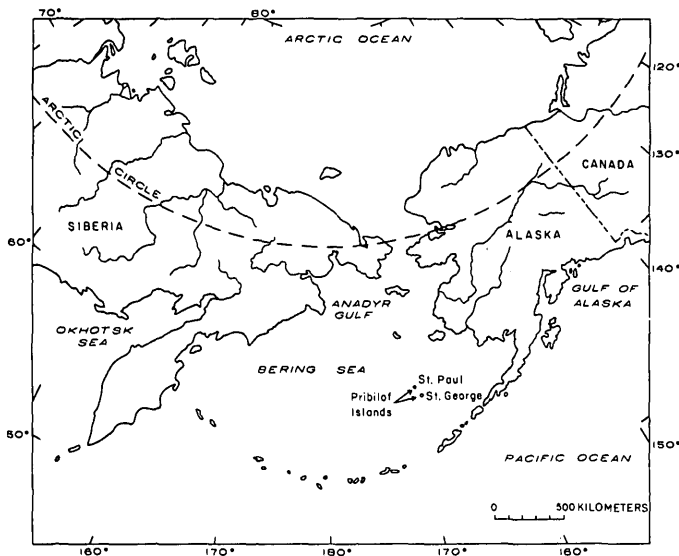 70°
80°
ARCTIC OCEAN
120°
ARCTIC
CIRCLE
CANADA
130°
SIBERIA
ALASKA
60°
140°
ANADYR
GULF
GULF OF
ALASKA
OKHOTSK
SEA
BERING SEA
St. Paul
St. George
Pribilof
Islands
50°
150°
PACIFIC OCEAN
0 500 KILOMETERS
160° 170° 180° 170° 160°